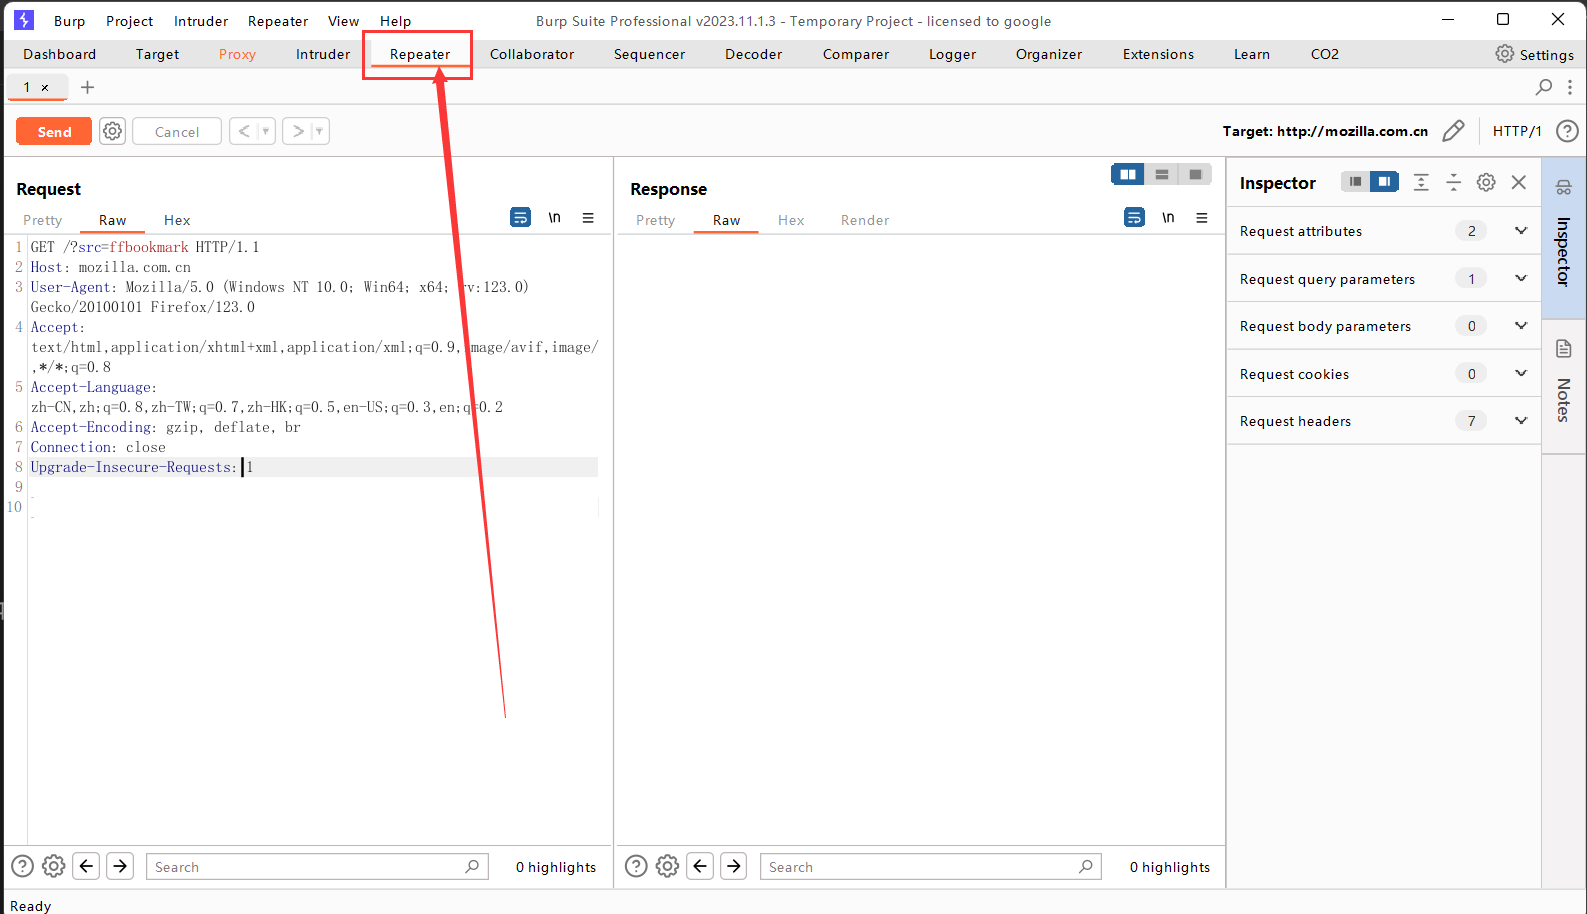 Burp Project Intruder Repeater View Help Burp Suite Professional v2023.11.1.3 - Temporary Project - licensed to google
Dashboard Target Proxy Intruder Repeater Collaborator Sequencer Decoder Comparer Logger Organizer Extensions Learn CO2 Settings
1 × +
Send Cancel < > Target: http://mozilla.com.cn HTTP/1 ?
Request
Pretty Raw Hex \n
1 GET /?src=ffbookmark HTTP/1.1
2 Host: mozilla.com.cn
3 User-Agent: Mozilla/5.0 (Windows NT 10.0; Win64; x64; v:123.0)
Gecko/20100101 Firefox/123.0
4 Accept:
text/html,application/xhtml+xml,application/xml;q=0.9, mage/avif,image/
,*/*;q=0.8
5 Accept-Language:
zh-CN,zh;q=0.8,zh-TW;q=0.7,zh-HK;q=0.5,en-US;q=0.3,en;q=0.2
6 Accept-Encoding: gzip, deflate, br
7 Connection: close
8 Upgrade-Insecure-Requests: 1
9
10
Response
Pretty Raw Hex Render \n
Inspector
Request attributes 2
Request query parameters 1
Request body parameters 0
Request cookies 0
Request headers 7
Inspector
Notes
? Search 0 highlights
? Search 0 highlights
Ready